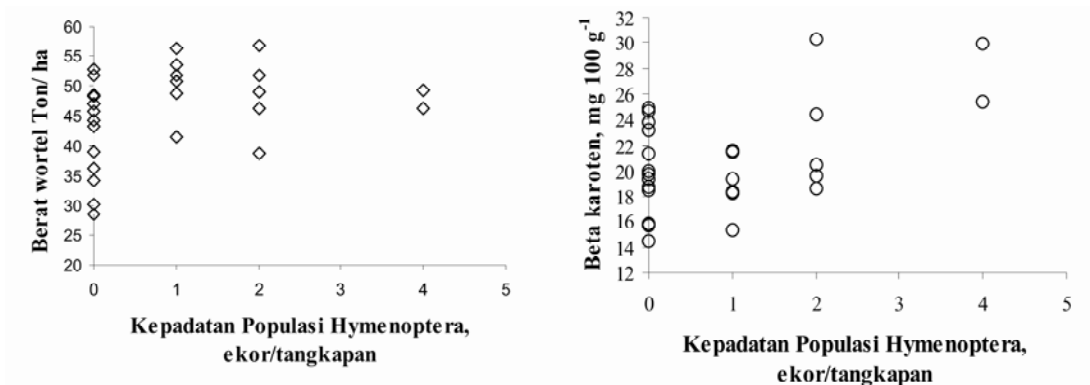 60
55
50
45
40
35
30
25
20
0 1 2 3 4 5
Berat wortel Ton/ ha
Kepadatan Populasi Hymenoptera,
ekor/tangkapan
32
30
28
26
24
22
20
18
16
14
12
0 1 2 3 4 5
Beta karoten, mg 100 g⁻¹
Kepadatan Populasi Hymenoptera,
ekor/tangkapan